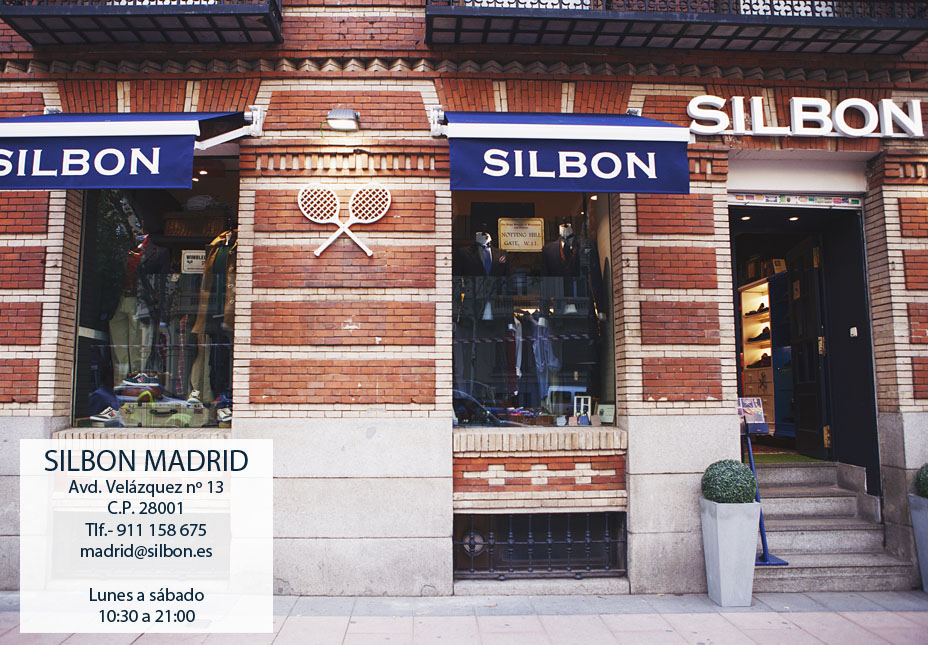 SILBON
SILBON
SILBON
WIMBLED
NOTTING HILL
GATE, W.11.
SILBON MADRID
Avd. Velázquez nº 13
C.P. 28001
Tlf.- 911 158 675
madrid@silbon.es
Lunes a sábado
10:30 a 21:00